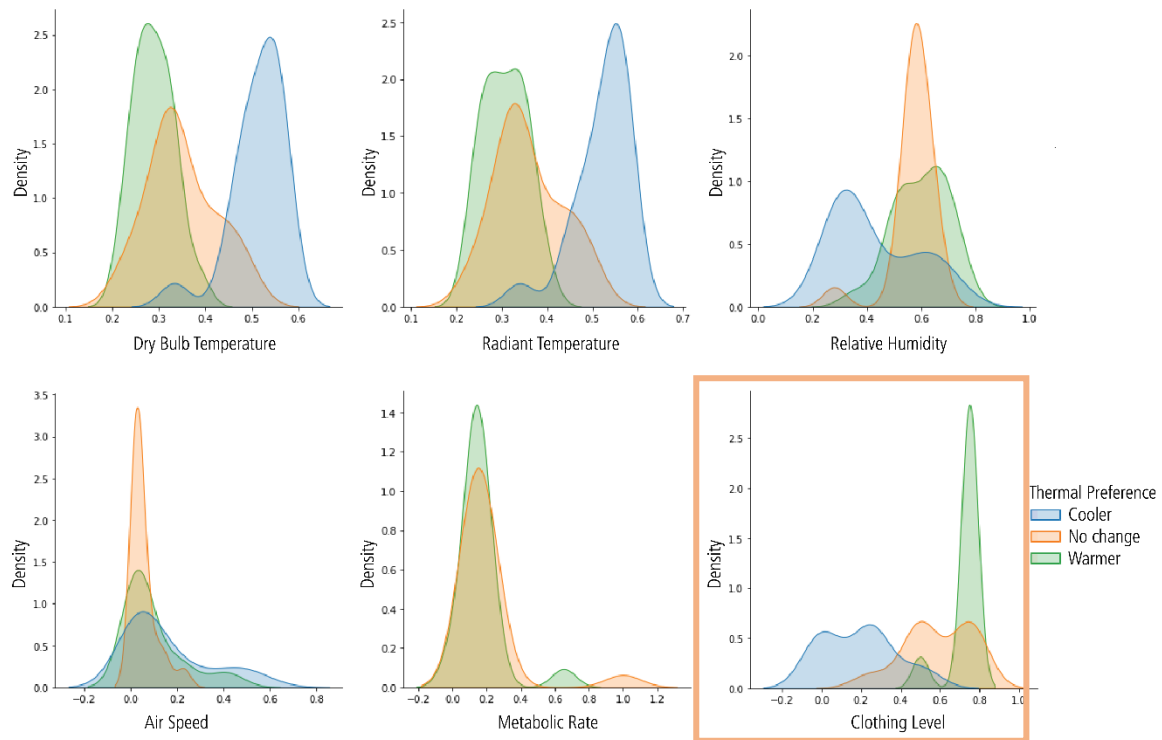 2.5
2.0
1.5
1.0
0.5
0.0
Density
0.1 0.2 0.3 0.4 0.5 0.6
Dry Bulb Temperature
2.5
2.0
1.5
1.0
0.5
0.0
Density
0.1 0.2 0.3 0.4 0.5 0.6 0.7
Radiant Temperature
2.0
1.5
1.0
0.5
0.0
Density
0.0 0.2 0.4 0.6 0.8 1.0
Relative Humidity
3.5
3.0
2.5
2.0
1.5
1.0
0.5
0.0
Density
-0.2 0.0 0.2 0.4 0.6 0.8
Air Speed
1.4
1.2
1.0
0.8
0.6
0.4
0.2
0.0
Density
-0.2 0.0 0.2 0.4 0.6 0.8 1.0 1.2
Metabolic Rate
2.5
2.0
1.5
1.0
0.5
0.0
Density
-0.2 0.0 0.2 0.4 0.6 0.8 1.0
Clothing Level
Thermal Preference
Cooler
No change
Warmer